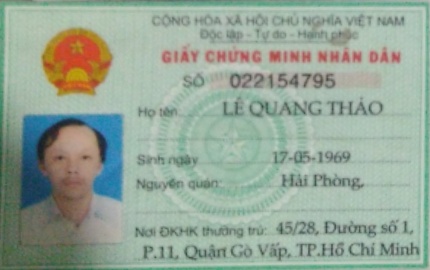 CỘNG HÒA XÃ HỘI CHỦ NGHĨA VIỆT NAM
Độc lập - Tự do - Hạnh phúc
GIẤY CHỨNG MINH NHÂN DÂN
SỐ 022154795
Họ tên LÊ QUANG THẢO
Sinh ngày 17-05-1969
Nguyên quán: Hải Phòng,
Nơi ĐKHK thường trú: 45/28, Đường số 1,
P.11, Quận Gò Vấp, TP.Hồ Chí Minh